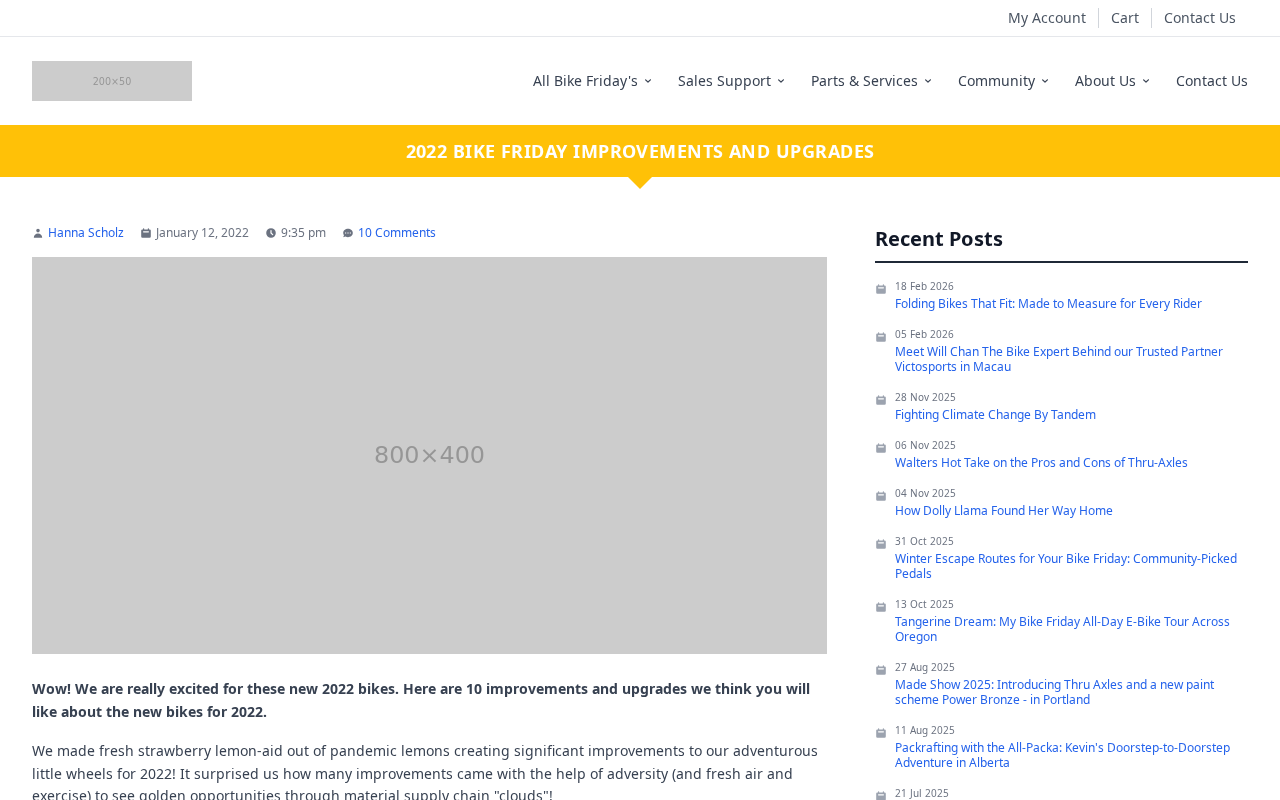 My Account
Cart
Contact Us
200×50
All Bike Friday's
Sales Support
Parts & Services
Community
About Us
Contact Us
2022 BIKE FRIDAY IMPROVEMENTS AND UPGRADES
Hanna Scholz
January 12, 2022
9:35 pm
10 Comments
800×400
Wow! We are really excited for these new 2022 bikes. Here are 10 improvements and upgrades we think you will
like about the new bikes for 2022.
We made fresh strawberry lemon-aid out of pandemic lemons creating significant improvements to our adventurous
little wheels for 2022! It surprised us how many improvements came with the help of adversity (and fresh air and
exercise) to see golden opportunities through material supply chain "clouds"!
Recent Posts
18 Feb 2026
Folding Bikes That Fit: Made to Measure for Every Rider
05 Feb 2026
Meet Will Chan The Bike Expert Behind our Trusted Partner
Victosports in Macau
28 Nov 2025
Fighting Climate Change By Tandem
06 Nov 2025
Walters Hot Take on the Pros and Cons of Thru-Axles
04 Nov 2025
How Dolly Llama Found Her Way Home
31 Oct 2025
Winter Escape Routes for Your Bike Friday: Community-Picked
Pedals
13 Oct 2025
Tangerine Dream: My Bike Friday All-Day E-Bike Tour Across
Oregon
27 Aug 2025
Made Show 2025: Introducing Thru Axles and a new paint
scheme Power Bronze - in Portland
11 Aug 2025
Packrafting with the All-Packa: Kevin's Doorstep-to-Doorstep
Adventure in Alberta
21 Jul 2025